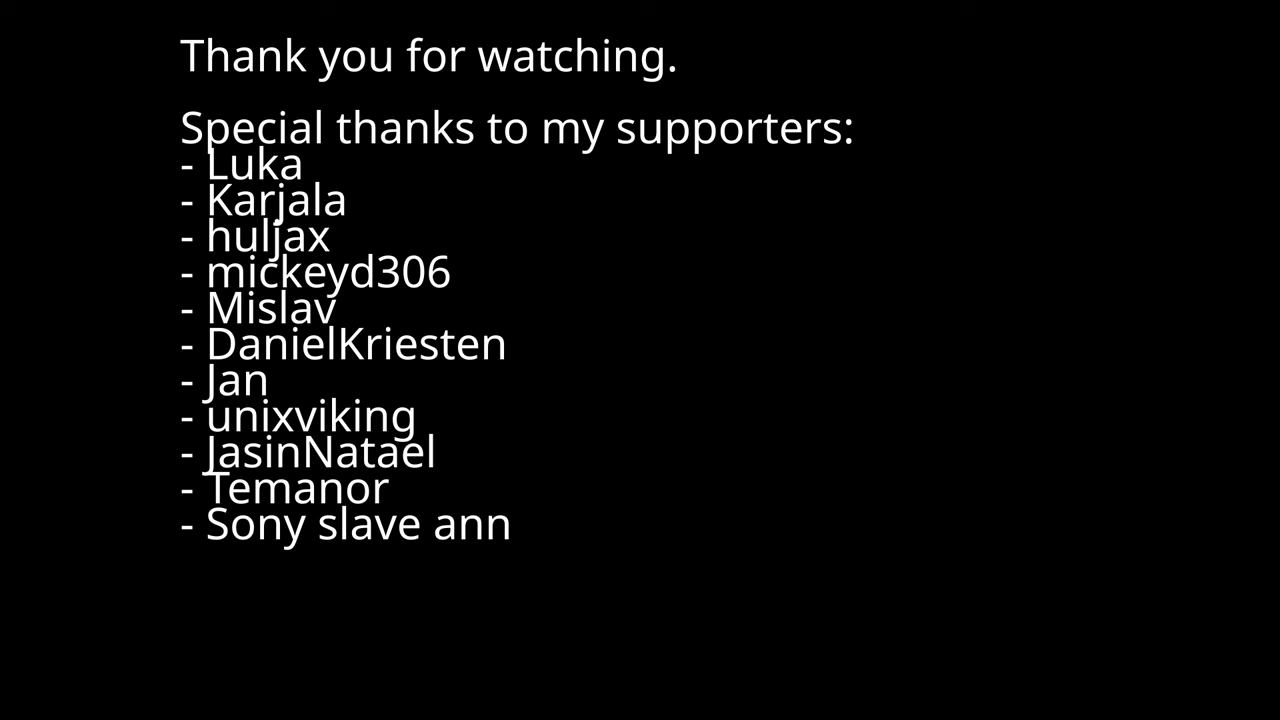 Thank you for watching.
Special thanks to my supporters:
- Luka
- Karjala
- huljax
- mickeyd306
- Mislav
- DanielKriesten
- Jan
- unixviking
- JasinNatael
- Temanor
- Sony slave ann